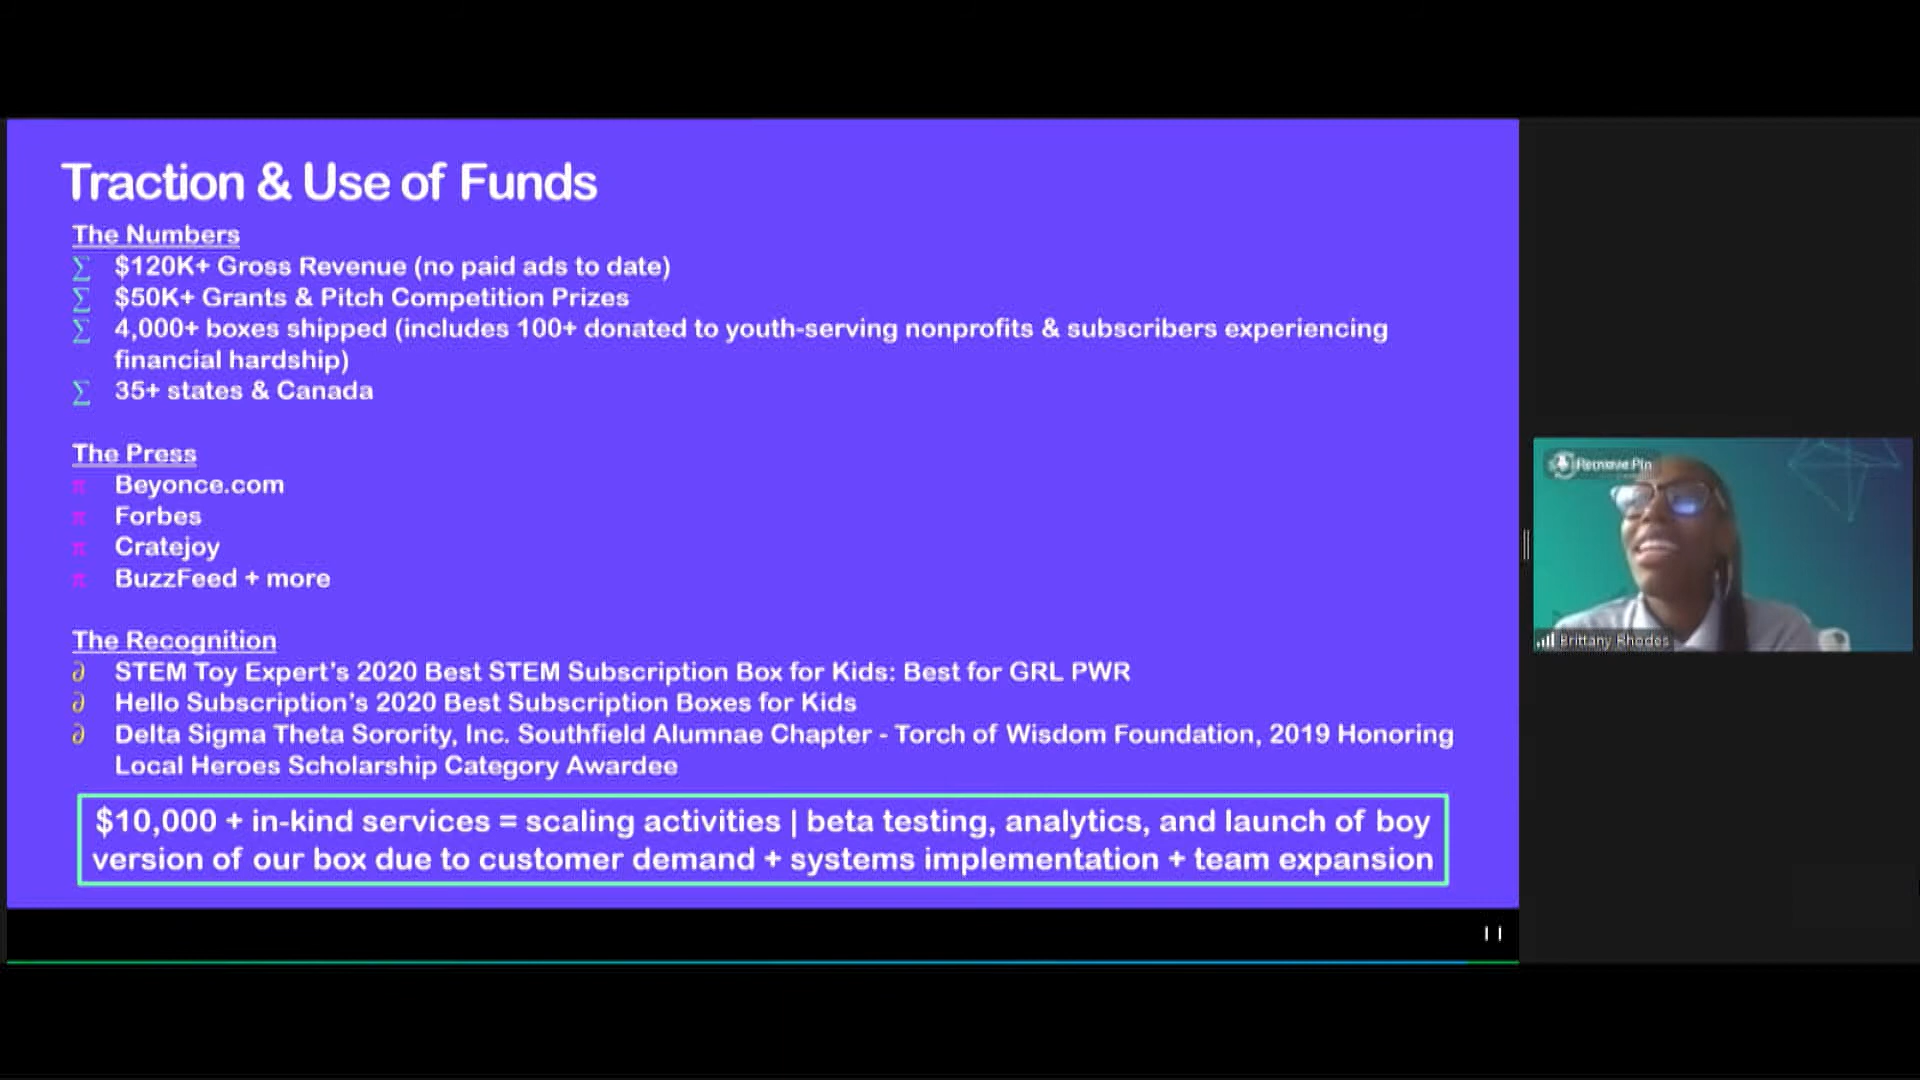 Traction & Use of Funds
The Numbers
∑ $120K+ Gross Revenue (no paid ads to date)
∑ $50K+ Grants & Pitch Competition Prizes
∑ 4,000+ boxes shipped (includes 100+ donated to youth-serving nonprofits & subscribers experiencing
financial hardship)
∑ 35+ states & Canada
The Press
π Beyonce.com
π Forbes
π Cratejoy
π BuzzFeed + more
The Recognition
∂ STEM Toy Expert's 2020 Best STEM Subscription Box for Kids: Best for GRL PWR
∂ Hello Subscription's 2020 Best Subscription Boxes for Kids
∂ Delta Sigma Theta Sorority, Inc. Southfield Alumnae Chapter - Torch of Wisdom Foundation, 2019 Honoring
Local Heroes Scholarship Category Awardee
$10,000 + in-kind services = scaling activities | beta testing, analytics, and launch of boy
version of our box due to customer demand + systems implementation + team expansion
Remove Pin
Brittany Rhodes